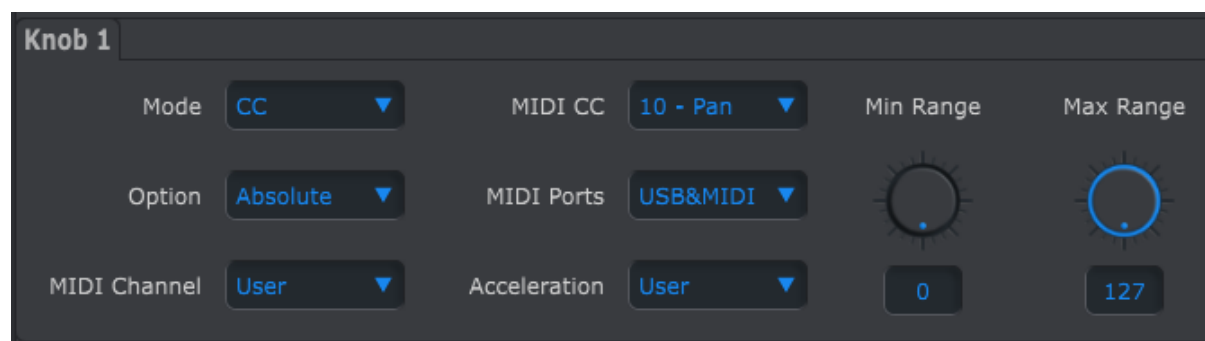 Knob 1
Mode CC MIDI CC 10 - Pan Min Range Max Range
Option Absolute MIDI Ports USB&MIDI
MIDI Channel User Acceleration User 0 127